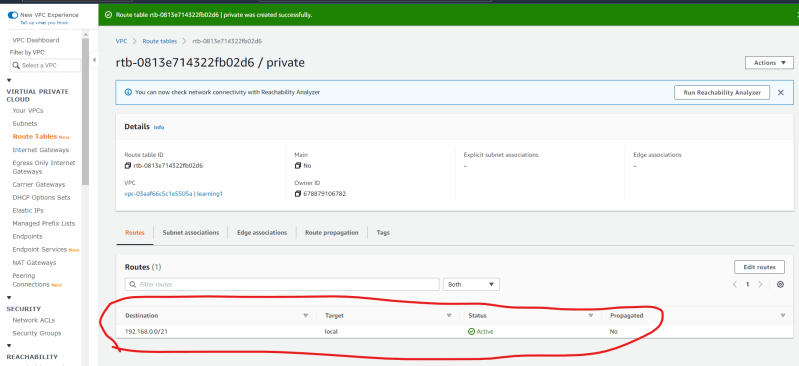 New VPC Experience
Tell us what you think
Route table rtb-0813e714322fb02d6 | private was created successfully.
VPC Dashboard
Filter by VPC:
Select a VPC
VIRTUAL PRIVATE CLOUD
Your VPCs
Subnets
Route Tables New
Internet Gateways
Egress Only Internet Gateways
Carrier Gateways
DHCP Options Sets
Elastic IPs
Managed Prefix Lists
Endpoints
Endpoint Services New
NAT Gateways
Peering Connections New
SECURITY
Network ACLs
Security Groups
REACHABILITY
VPC > Route tables > rtb-0813e714322fb02d6
rtb-0813e714322fb02d6 / private
Actions
You can now check network connectivity with Reachability Analyzer
Run Reachability Analyzer
Details Info
Route table ID
rtb-0813e714322fb02d6
Main
No
Explicit subnet associations
–
Edge associations
–
VPC
vpc-03aaf66c5c1e5505a | learning1
Owner ID
678879106782
Routes Subnet associations Edge associations Route propagation Tags
Routes (1)
Edit routes
Filter routes
Both
1
Destination Target Status Propagated
192.168.0.0/21 local Active No